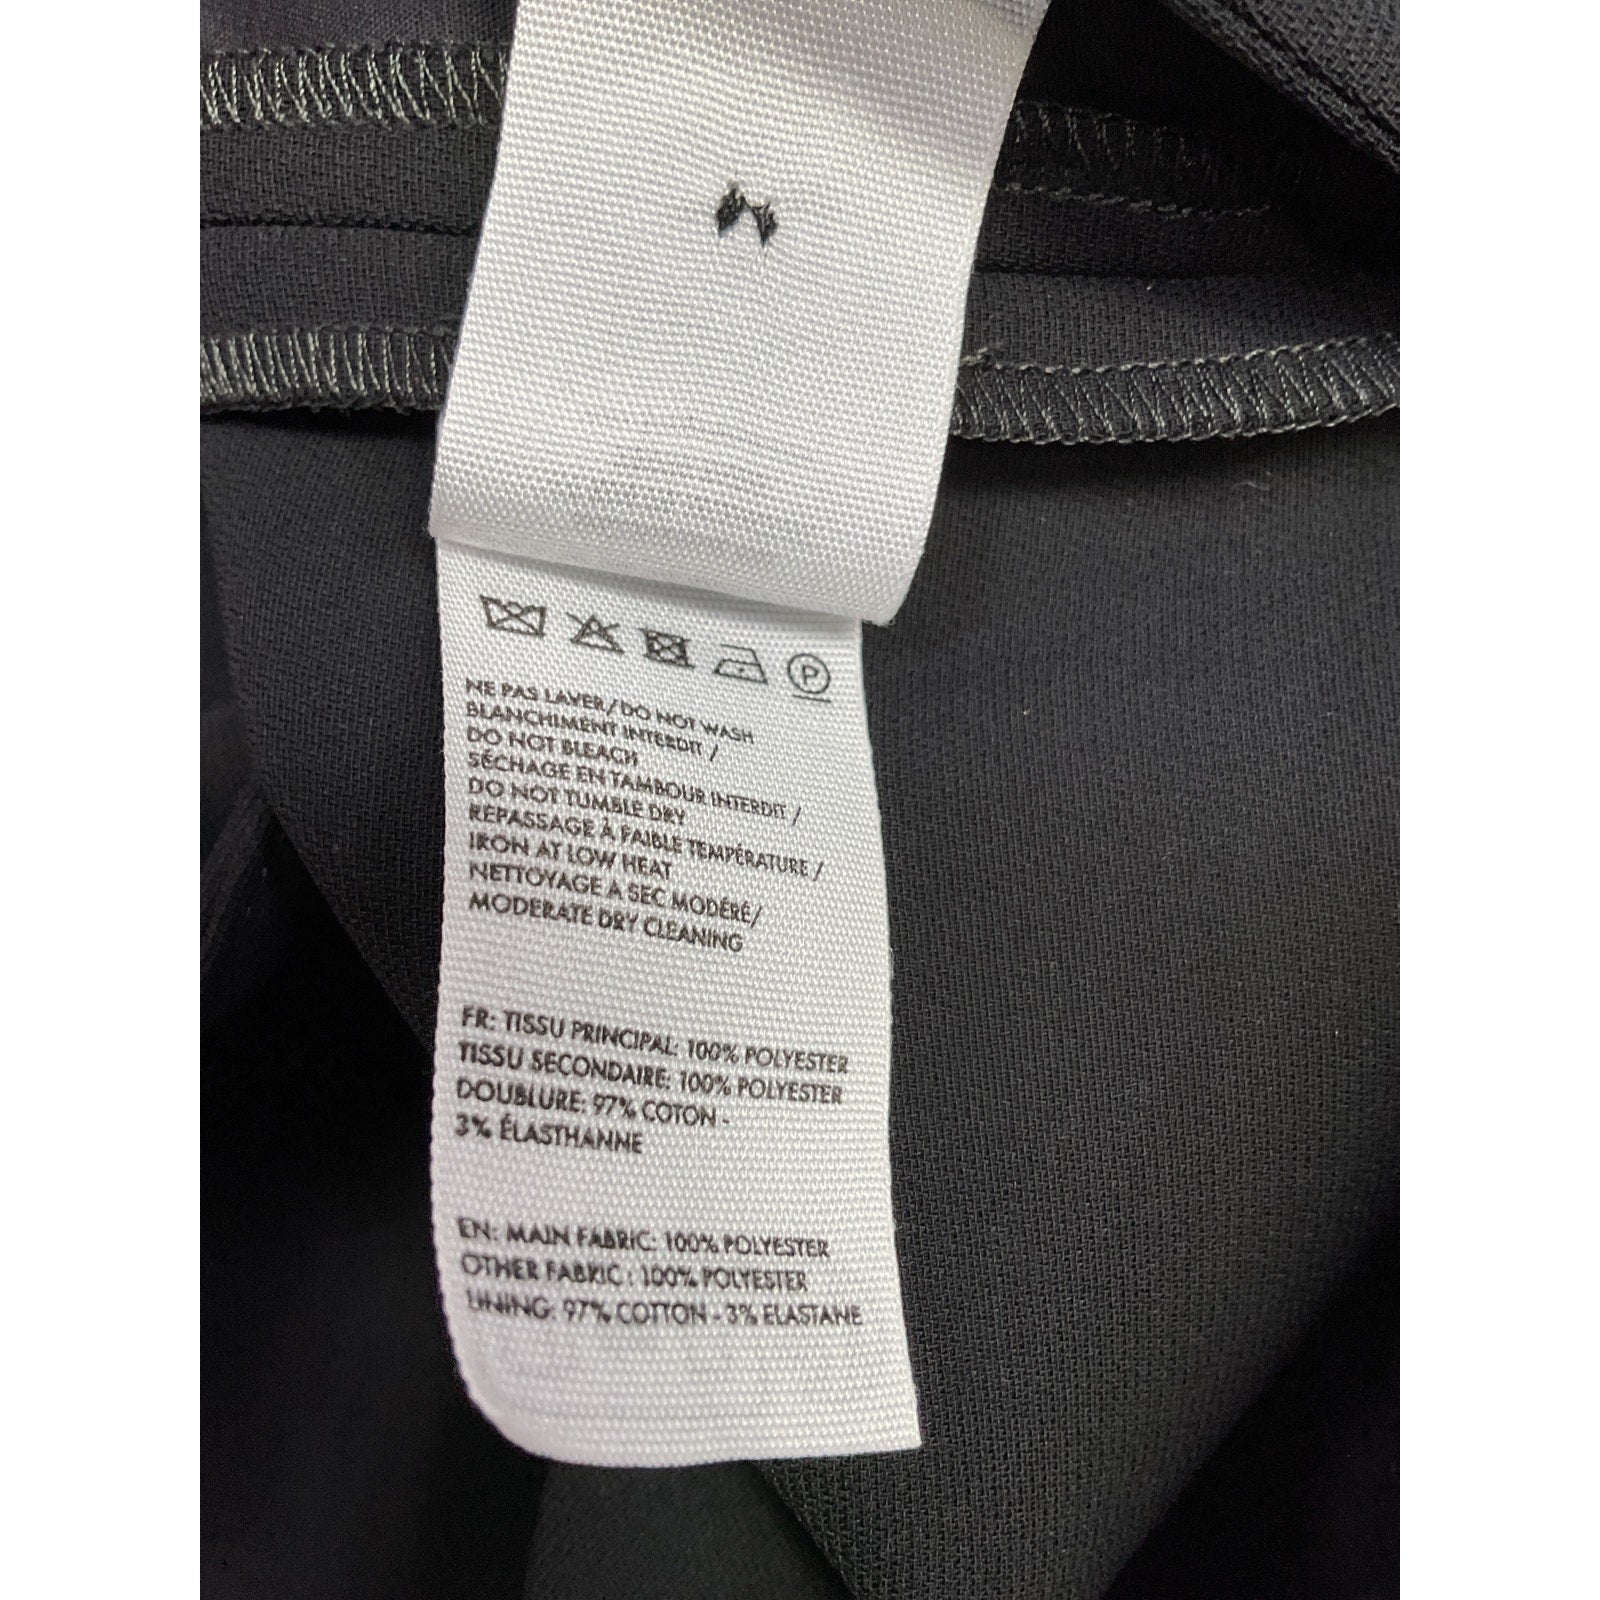 P
NE PAS LAVER/DO NOT WASH
BLANCHIMENT INTERDIT /
DO NOT BLEACH
SÉCHAGE EN TAMBOUR INTERDIT /
DO NOT TUMBLE DRY
REPASSAGE À FAIBLE TEMPÉRATURE /
IRON AT LOW HEAT
NETTOYAGE A SEC MODÉRÉ/
MODERATE DRY CLEANING
FR: TISSU PRINCIPAL: 100% POLYESTER
TISSU SECONDAIRE: 100% POLYESTER
DOUBLURE: 97% COTON -
3% ÉLASTHANNE
EN: MAIN FABRIC: 100% POLYESTER
OTHER FABRIC : 100% POLYESTER
LINING: 97% COTTON - 3% ELASTANE